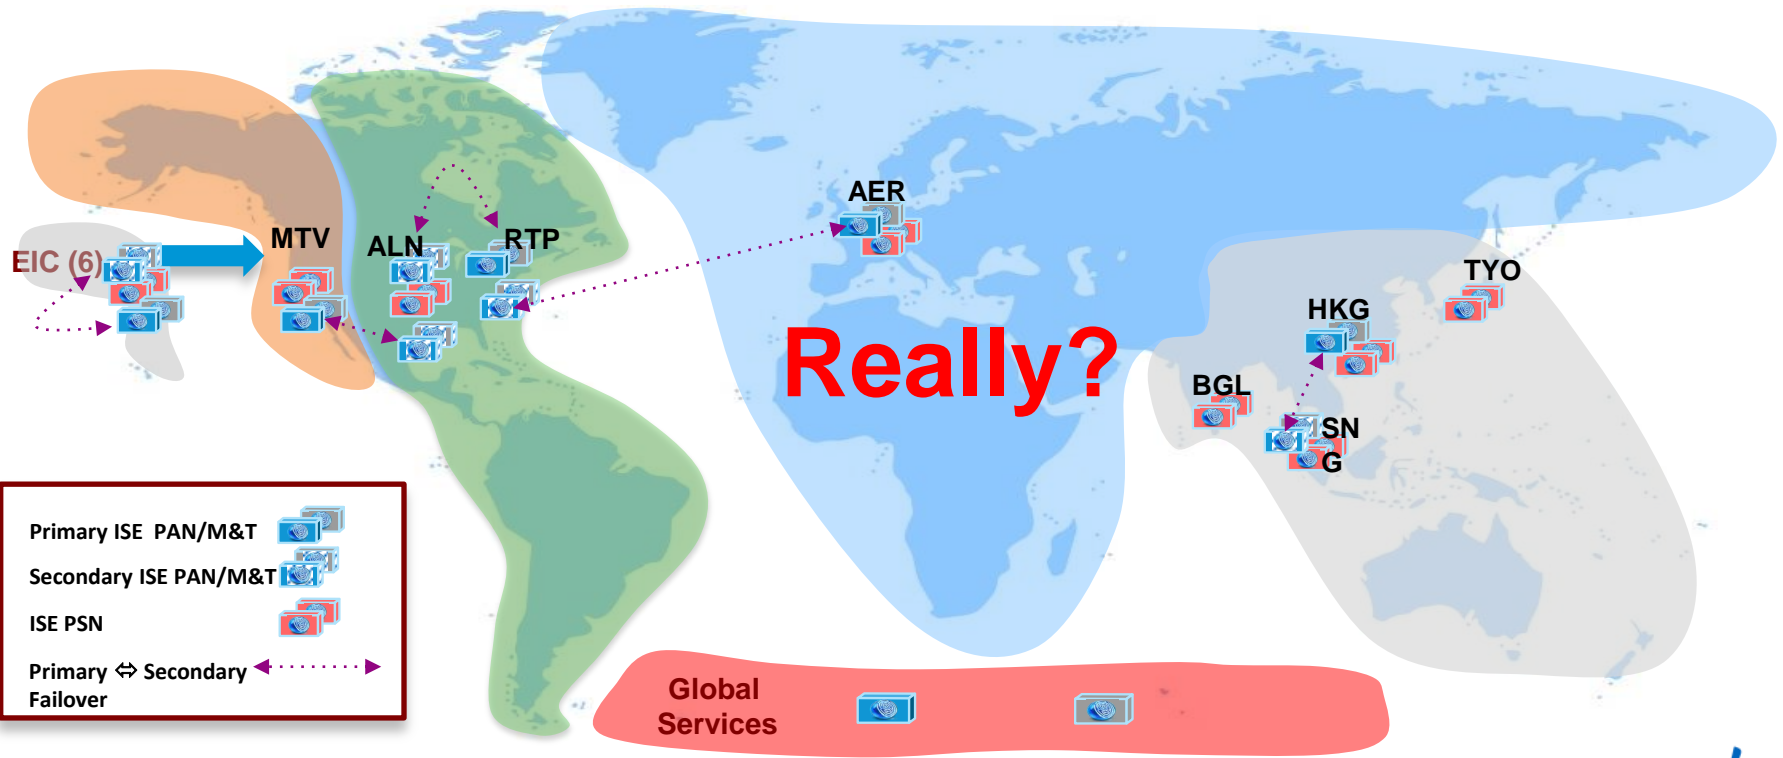 AER
MTV
ALN
RTP
EIC (6)
TYO
HKG
Really?
BGL
SN
G
Primary ISE  PAN/M&T
Secondary ISE PAN/M&T
ISE PSN
Primary ⇔ Secondary
Failover
Global
Services